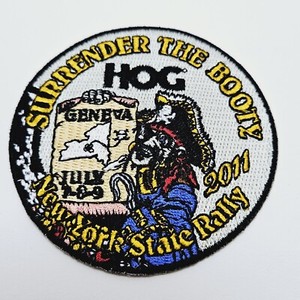 SURRENDER THE BOOTY
HOG
GENEVA
JULY
7-8-9
2011
New York State Rally